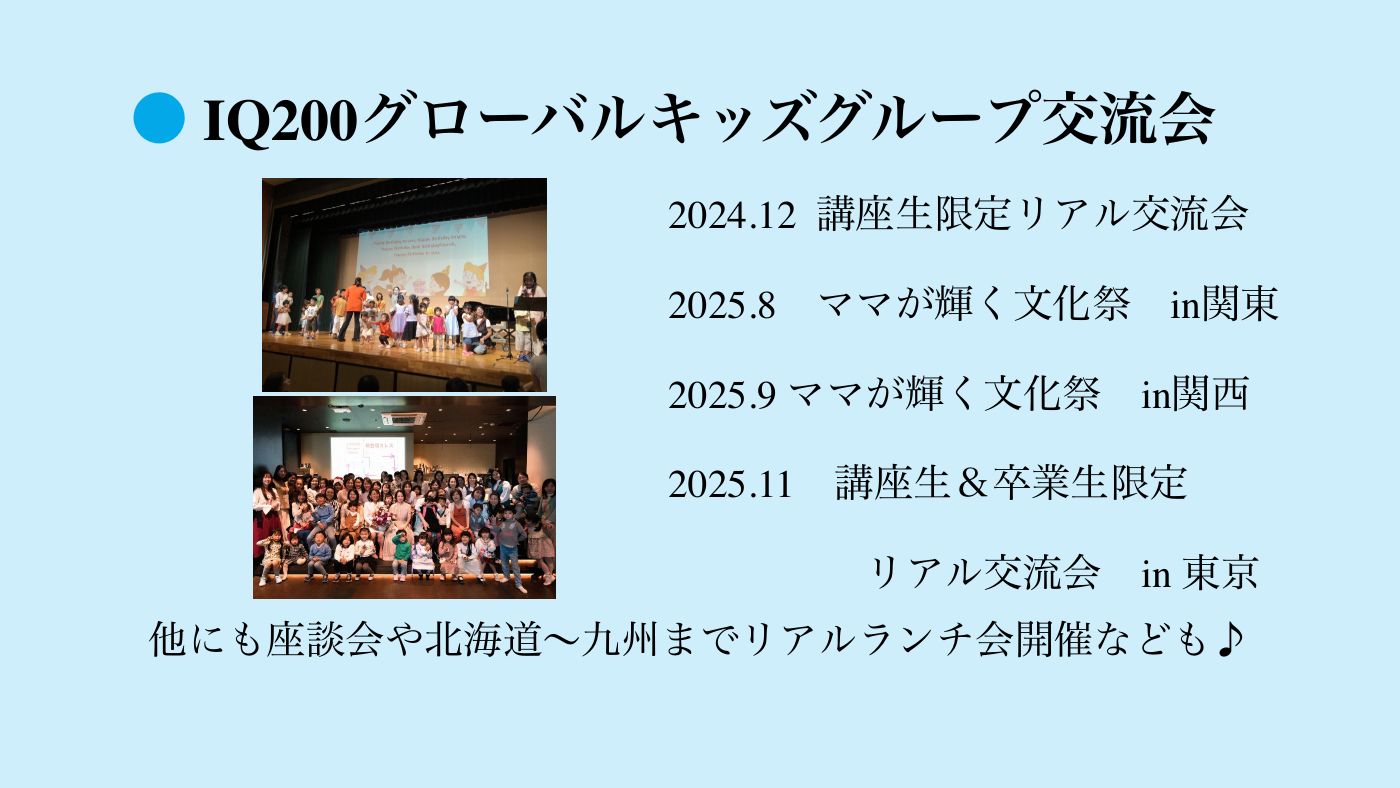 IQ200グローバルキッズグループ交流会
2024.12 講座生限定リアル交流会
2025.8　ママが輝く文化祭　in関東
2025.9 ママが輝く文化祭　in関西
2025.11　講座生＆卒業生限定
リアル交流会　in 東京
他にも座談会や北海道〜九州までリアルランチ会開催なども♪